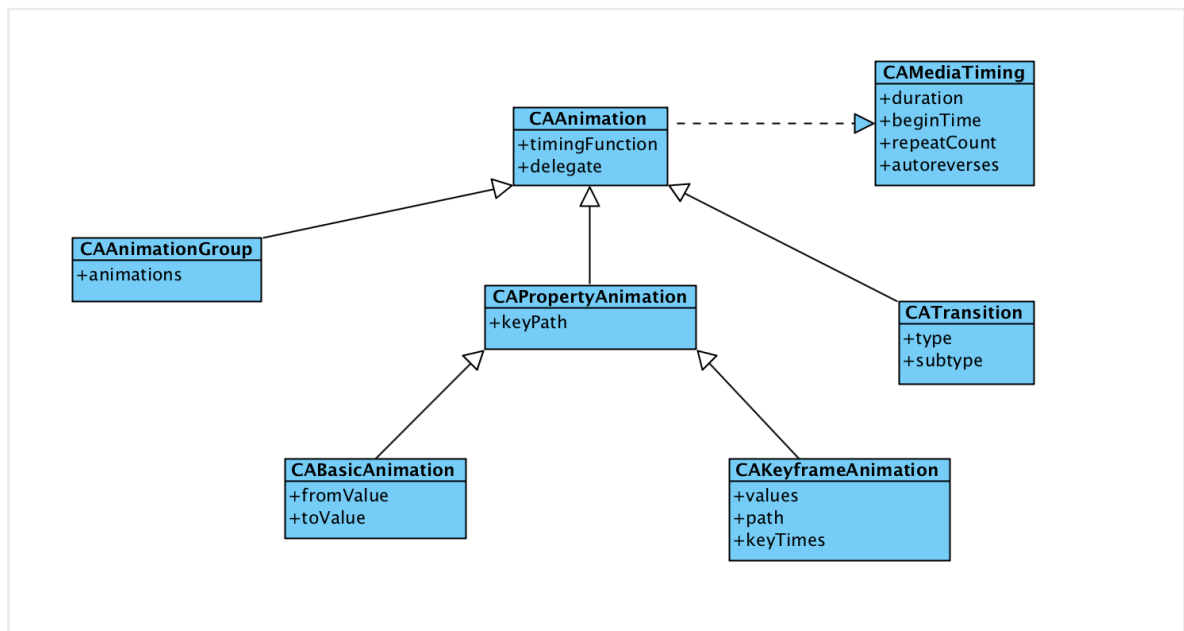 CAMediaTiming
+duration
+beginTime
+repeatCount
+autoreverses
CAAnimation
+timingFunction
+delegate
CAAnimationGroup
+animations
CAPropertyAnimation
+keyPath
CATransition
+type
+subtype
CABasicAnimation
+fromValue
+toValue
CAKeyframeAnimation
+values
+path
+keyTimes